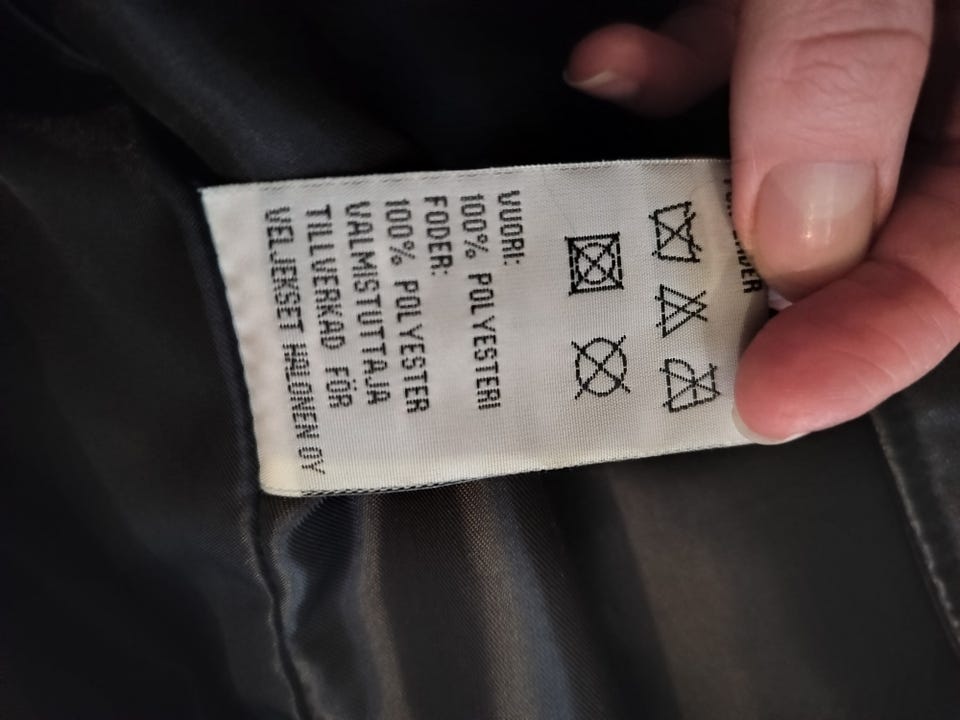 VUORI:
100% POLYESTERI
FODER:
100% POLYESTER
VALMISTUTTAJA
TILLVERKAD FÖR
VELJEKSET HALONEN OY